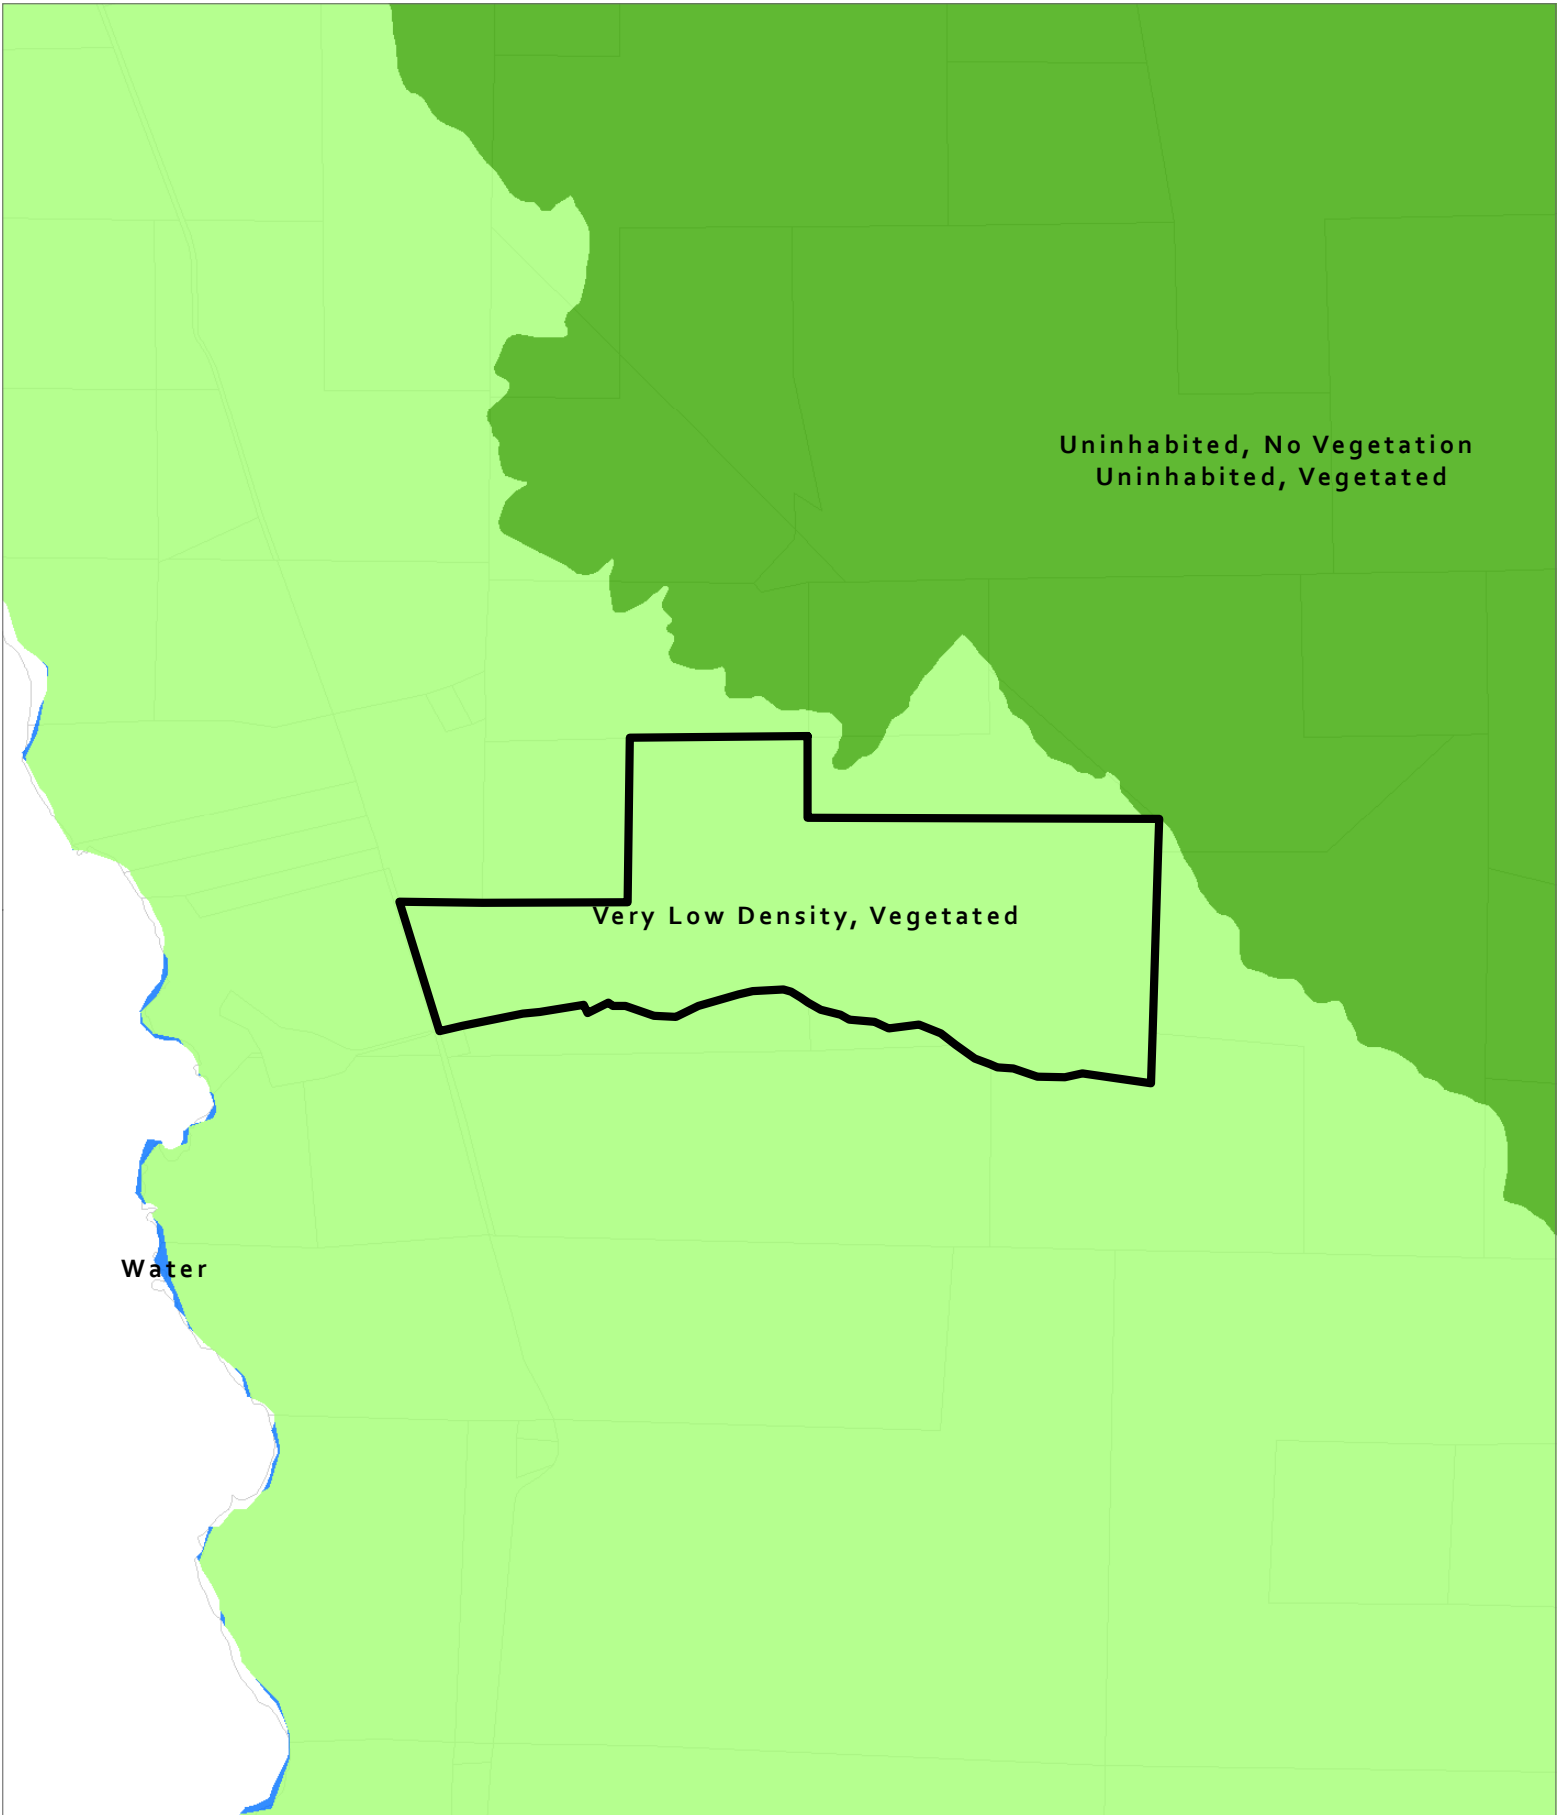 Uninhabited, No Vegetation
Uninhabited, Vegetated
Very Low Density, Vegetated
Water